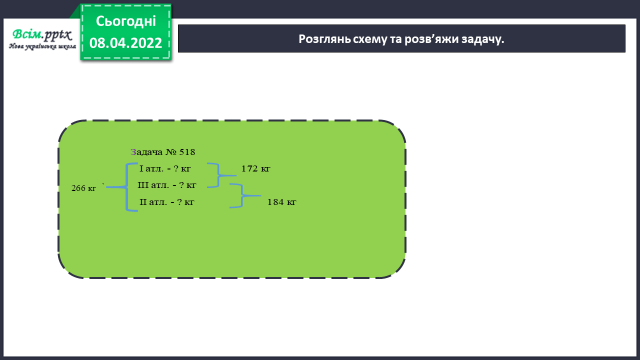 Всім.pptx
Нова українська школа
Сьогодні
08.04.2022
Розглянь схему та розв’яжи задачу.
Задача № 518
І атл. - ? кг 172 кг
266 кг ІІІ атл. - ? кг
ІІ атл. - ? кг 184 кг